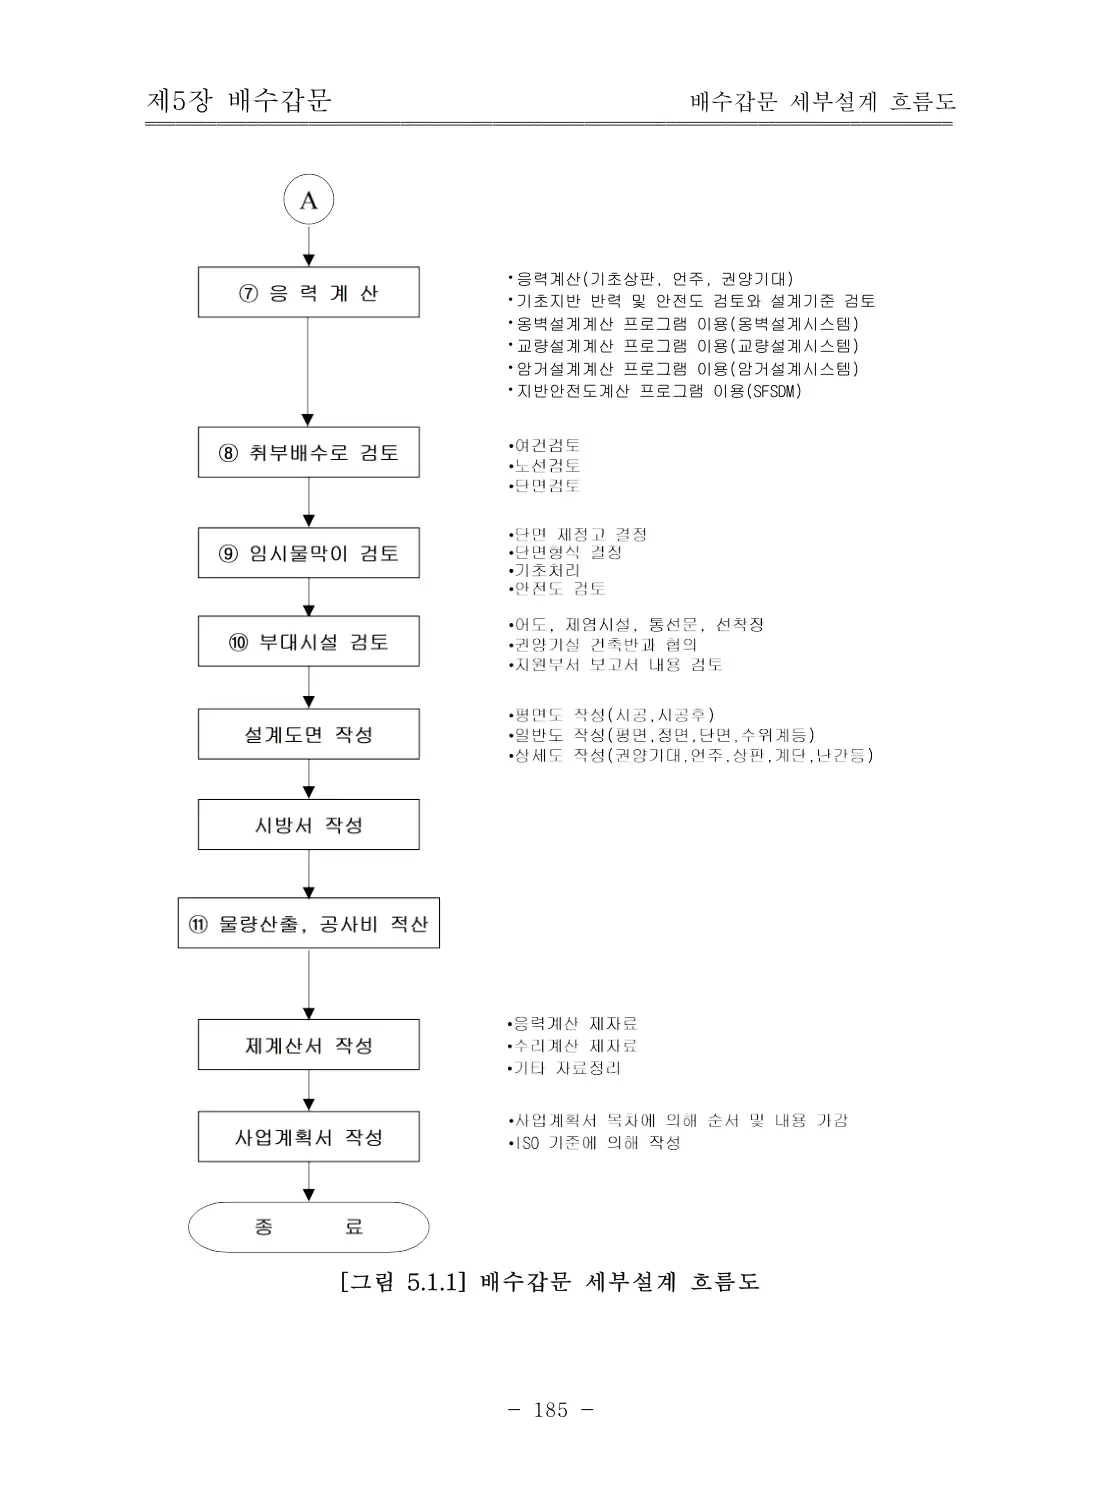 제5장 배수갑문
배수갑문 세부설계 흐름도
A
⑦ 응 력 계 산
•응력계산(기초상판, 언주, 권양기대)
•기초지반 반력 및 안전도 검토와 설계기준 검토
•옹벽설계계산 프로그램 이용(옹벽설계시스템)
•교량설계계산 프로그램 이용(교량설계시스템)
•암거설계계산 프로그램 이용(암거설계시스템)
•지반안전도계산 프로그램 이용(SFSDM)
⑧ 취부배수로 검토
•여건검토
•노선검토
•단면검토
⑨ 임시물막이 검토
•단면 제정고 결정
•단면형식 결정
•기초처리
•안전도 검토
⑩ 부대시설 검토
•어도, 제염시설, 통선문, 선착장
•권양기실 건축반과 협의
•지원부서 보고서 내용 검토
설계도면 작성
•평면도 작성(시공,시공후)
•일반도 작성(평면,정면,단면,수위계등)
•상세도 작성(권양기대,언주,상판,계단,난간등)
시방서 작성
⑪ 물량산출, 공사비 적산
제계산서 작성
•응력계산 제자료
•수리계산 제자료
•기타 자료정리
사업계획서 작성
•사업계획서 목차에 의해 순서 및 내용 가감
•ISO 기준에 의해 작성
종 료
[그림 5.1.1] 배수갑문 세부설계 흐름도
- 185 -